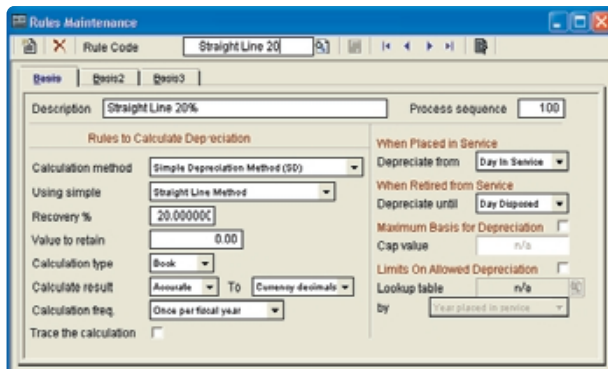 Rules Maintenance
Rule Code Straight Line 20
Basis Basis2 Basis3
Description Straight Line 20% Process sequence 100
Rules to Calculate Depreciation
Calculation method Simple Depreciation Method (SD)
Using simple Straight Line Method
Recovery % 20.000000
Value to retain 0.00
Calculation type Book
Calculate result Accurate To Currency decimals
Calculation freq. Once per fiscal year
Trace the calculation
When Placed in Service
Depreciate from Day In Service
When Retired from Service
Depreciate until Day Disposed
Maximum Basis for Depreciation
Cap value n/a
Limits On Allowed Depreciation
Lookup table n/a
by Year placed in service